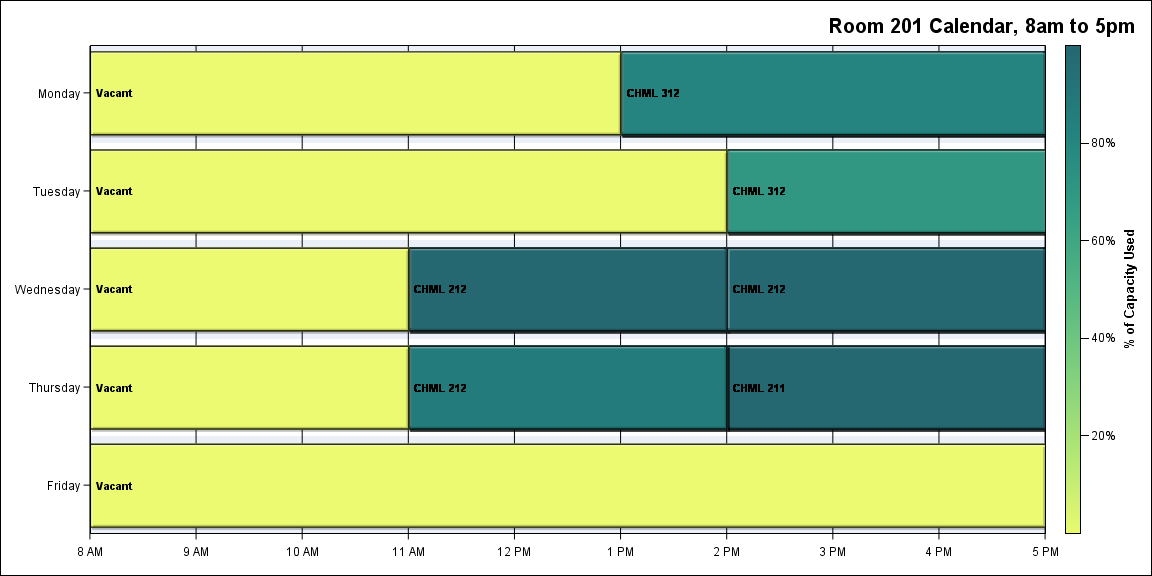 Room 201 Calendar, 8am to 5pm
Monday
Vacant
CHML 312
Tuesday
Vacant
CHML 312
Wednesday
Vacant
CHML 212
CHML 212
Thursday
Vacant
CHML 212
CHML 211
Friday
Vacant
8 AM
9 AM
10 AM
11 AM
12 PM
1 PM
2 PM
3 PM
4 PM
5 PM
80%
60%
40%
20%
% of Capacity Used